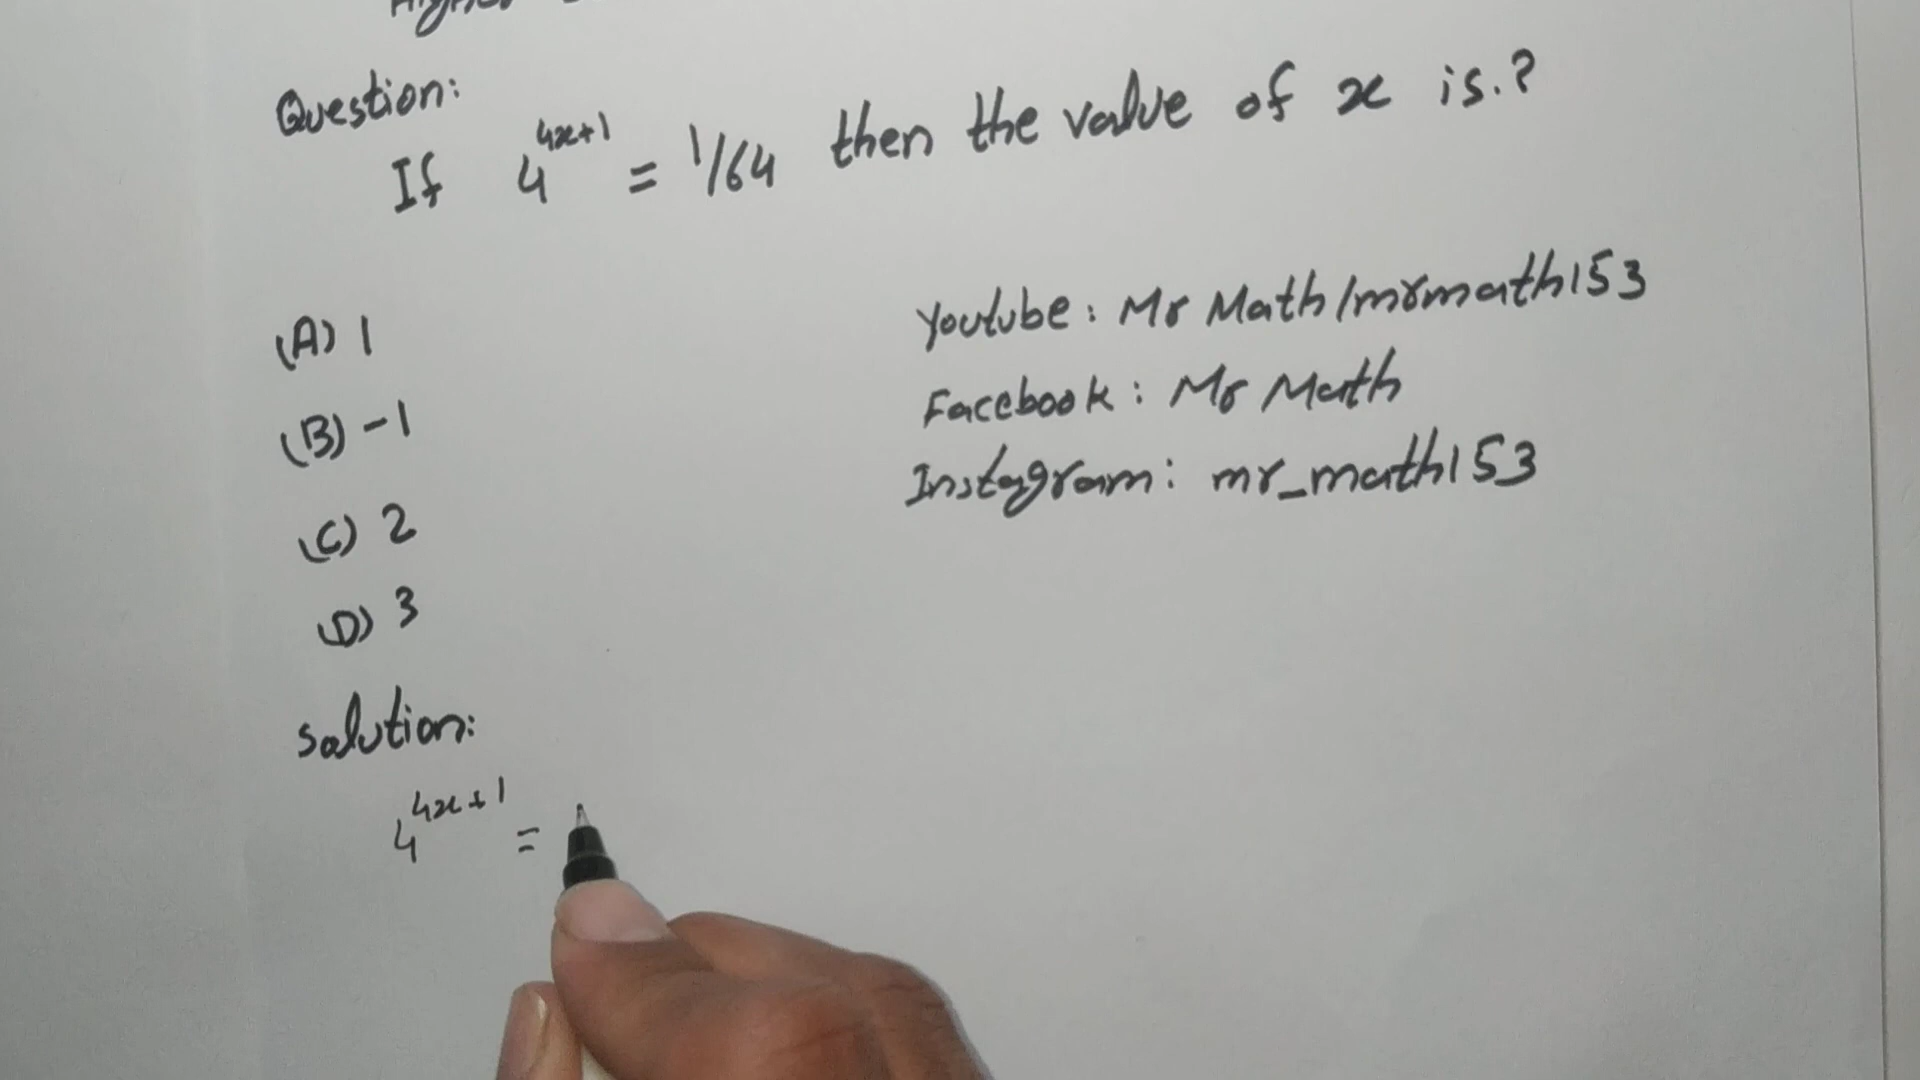 Question:
If 4^{4x+1} = 1/64 then the value of x is.?
(A) 1
(B) -1
(C) 2
(D) 3
Youtube: Mr Math/mrmath153
Facebook: Mr Math
Instagram: mr_math153
Solution:
4^{4x+1} =